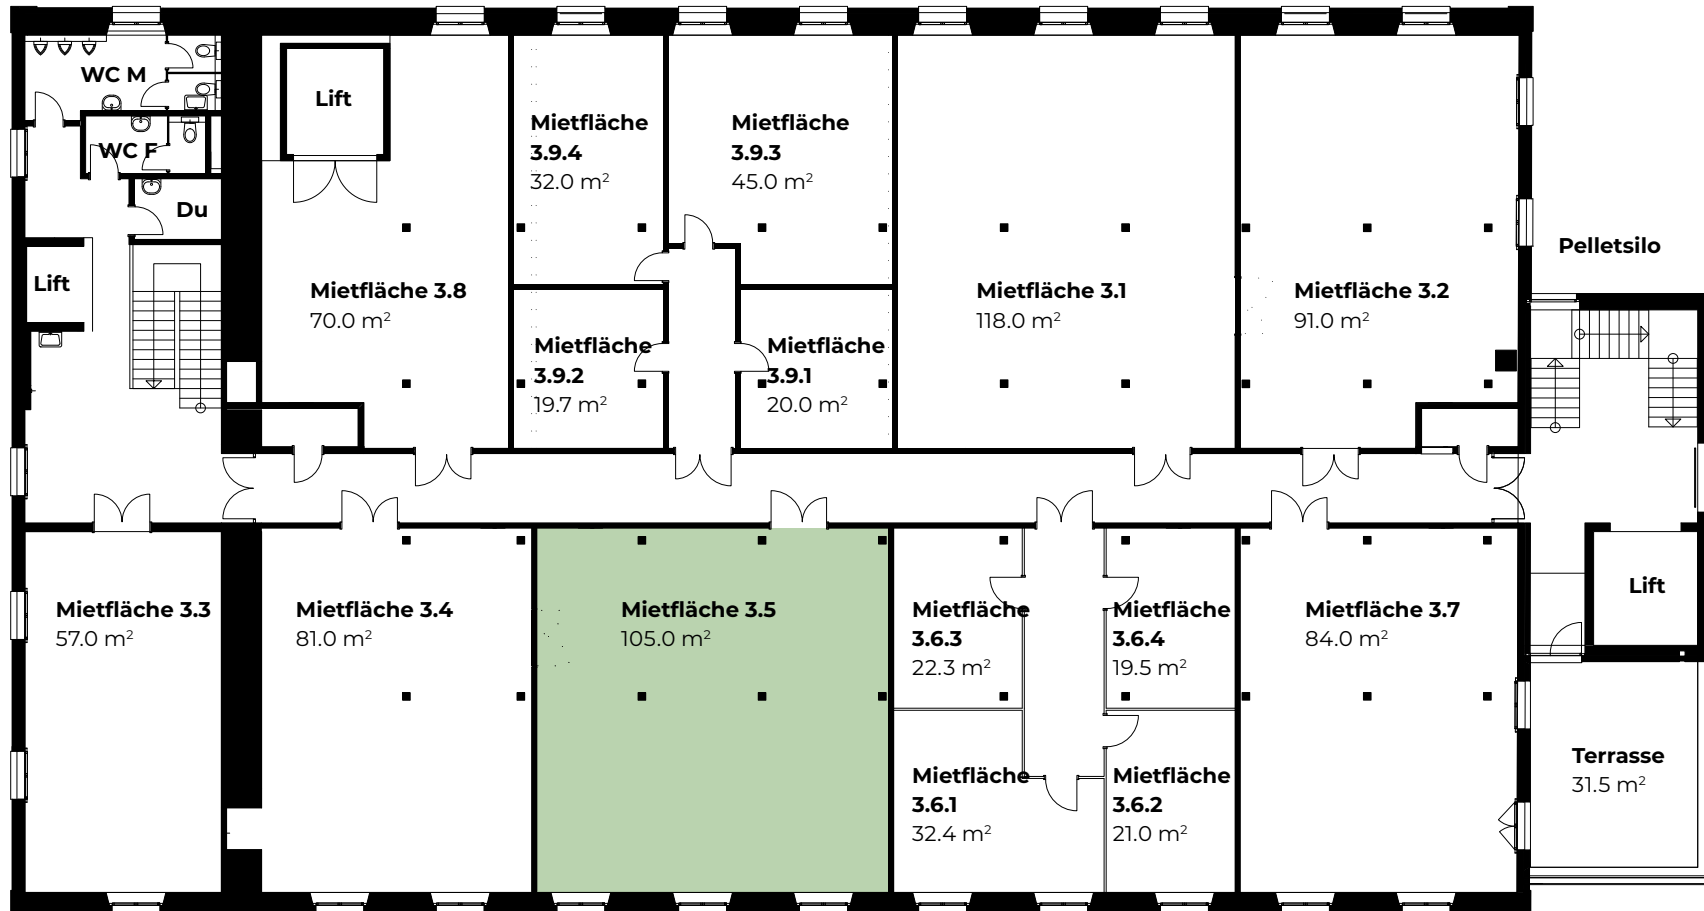 WC M
WC F
Du
Lift
Lift
Mietfläche 3.8
70.0 m²
Mietfläche
3.9.4
32.0 m²
Mietfläche
3.9.3
45.0 m²
Mietfläche
3.9.2
19.7 m²
Mietfläche
3.9.1
20.0 m²
Mietfläche 3.1
118.0 m²
Mietfläche 3.2
91.0 m²
Pelletsilo
Mietfläche 3.3
57.0 m²
Mietfläche 3.4
81.0 m²
Mietfläche 3.5
105.0 m²
Mietfläche
3.6.3
22.3 m²
Mietfläche
3.6.4
19.5 m²
Mietfläche
3.6.1
32.4 m²
Mietfläche
3.6.2
21.0 m²
Mietfläche 3.7
84.0 m²
Lift
Terrasse
31.5 m²